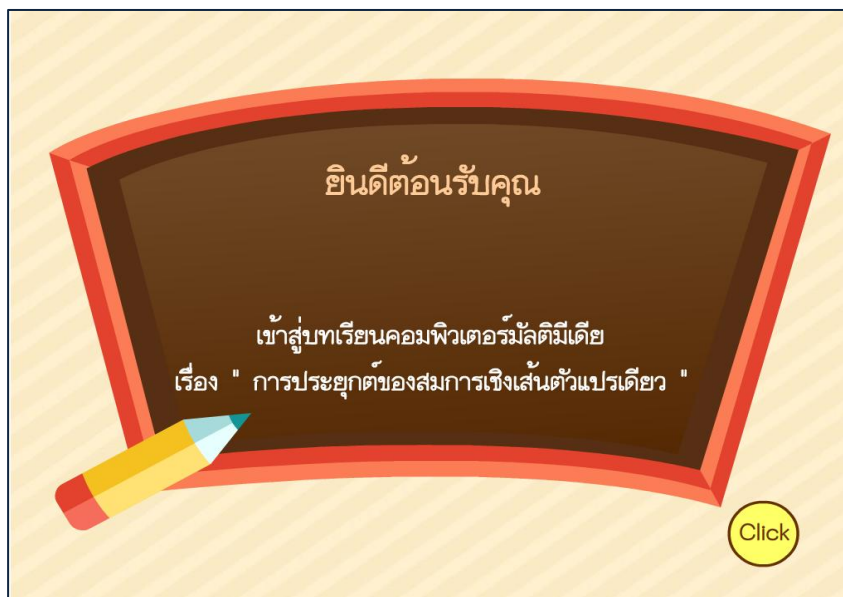 ยินดีต้อนรับคุณ
เข้าสู่บทเรียนคอมพิวเตอร์มัลติมีเดีย
เรื่อง " การประยุกต์ของสมการเชิงเส้นตัวแปรเดียว "
Click